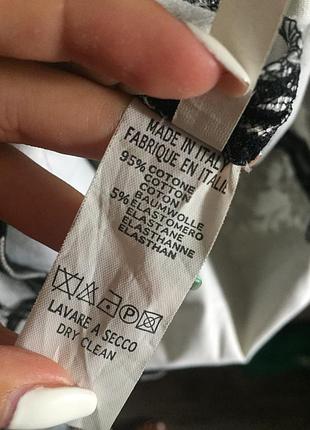 MADE IN ITALY
FABRIQUE EN ITALIE
95% COTONE
COTTON
COTON
BAUMWOLLE
5% ELASTOMERO
ELASTANE
ELASTHANNE
ELASTHAN
P
LAVARE A SECCO
DRY CLEAN